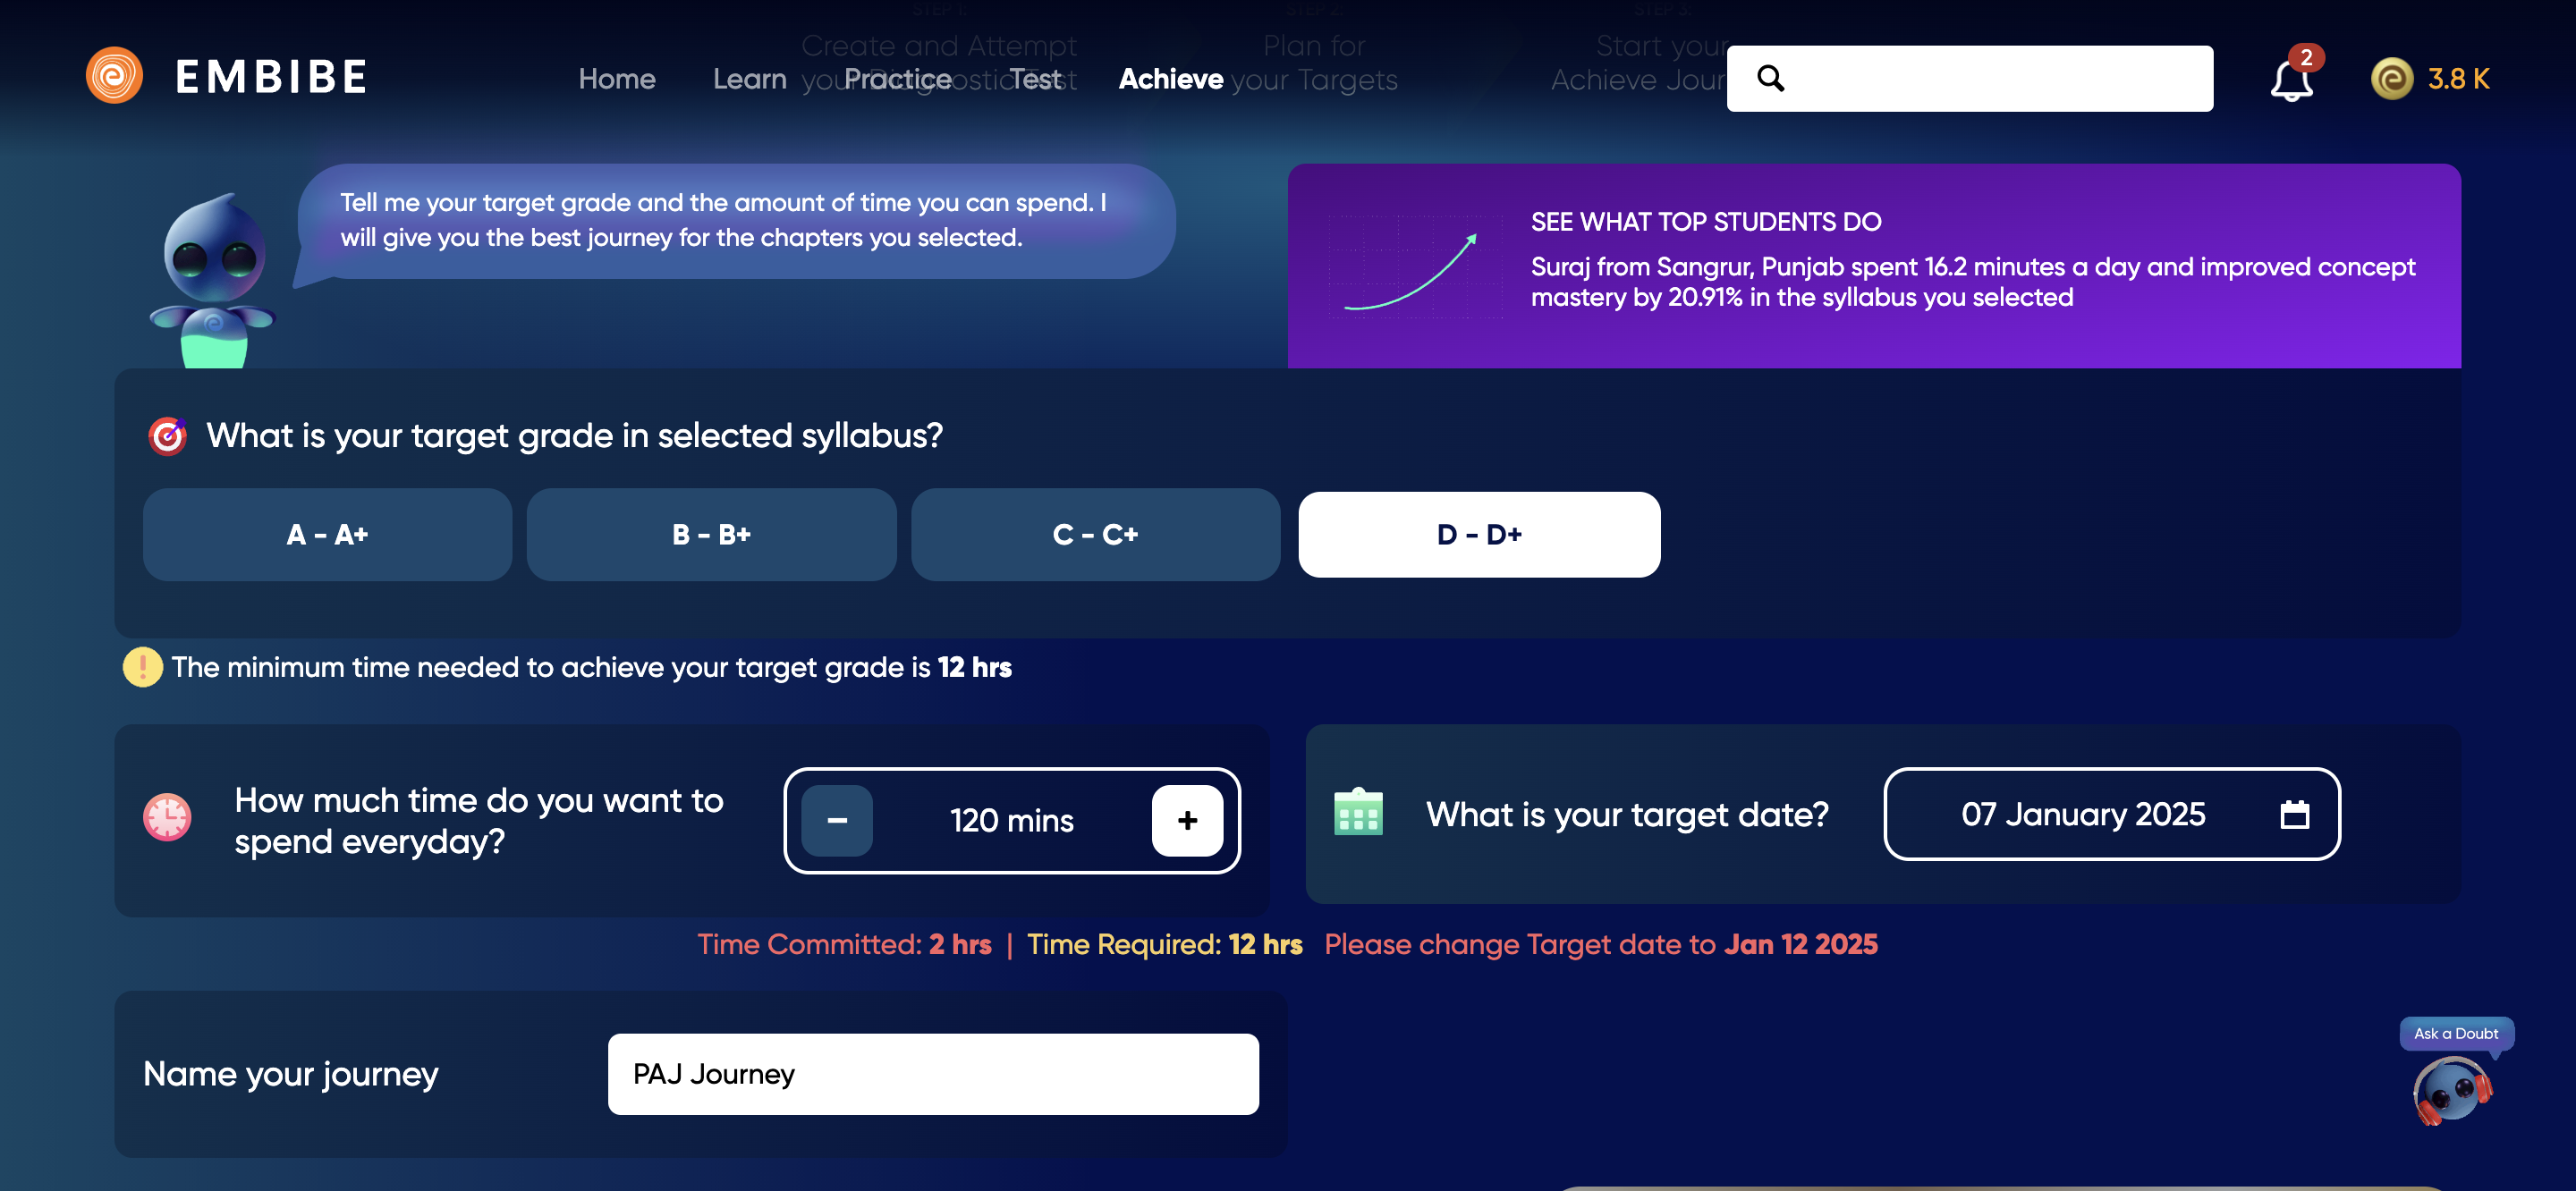 STEP 1:
STEP 2:
STEP 3:
Create and Attempt
your Diagnostic Test
Plan for
your Targets
Start your
Achieve Jour
EMBIBE
Home
Learn
Practice
Test
Achieve
2
3.8 K
Tell me your target grade and the amount of time you can spend. I
will give you the best journey for the chapters you selected.
SEE WHAT TOP STUDENTS DO
Suraj from Sangrur, Punjab spent 16.2 minutes a day and improved concept
mastery by 20.91% in the syllabus you selected
What is your target grade in selected syllabus?
A - A+
B - B+
C - C+
D - D+
The minimum time needed to achieve your target grade is 12 hrs
How much time do you want to
spend everyday?
− 120 mins +
What is your target date?
07 January 2025
Time Committed: 2 hrs | Time Required: 12 hrs Please change Target date to Jan 12 2025
Name your journey
PAJ Journey
Ask a Doubt